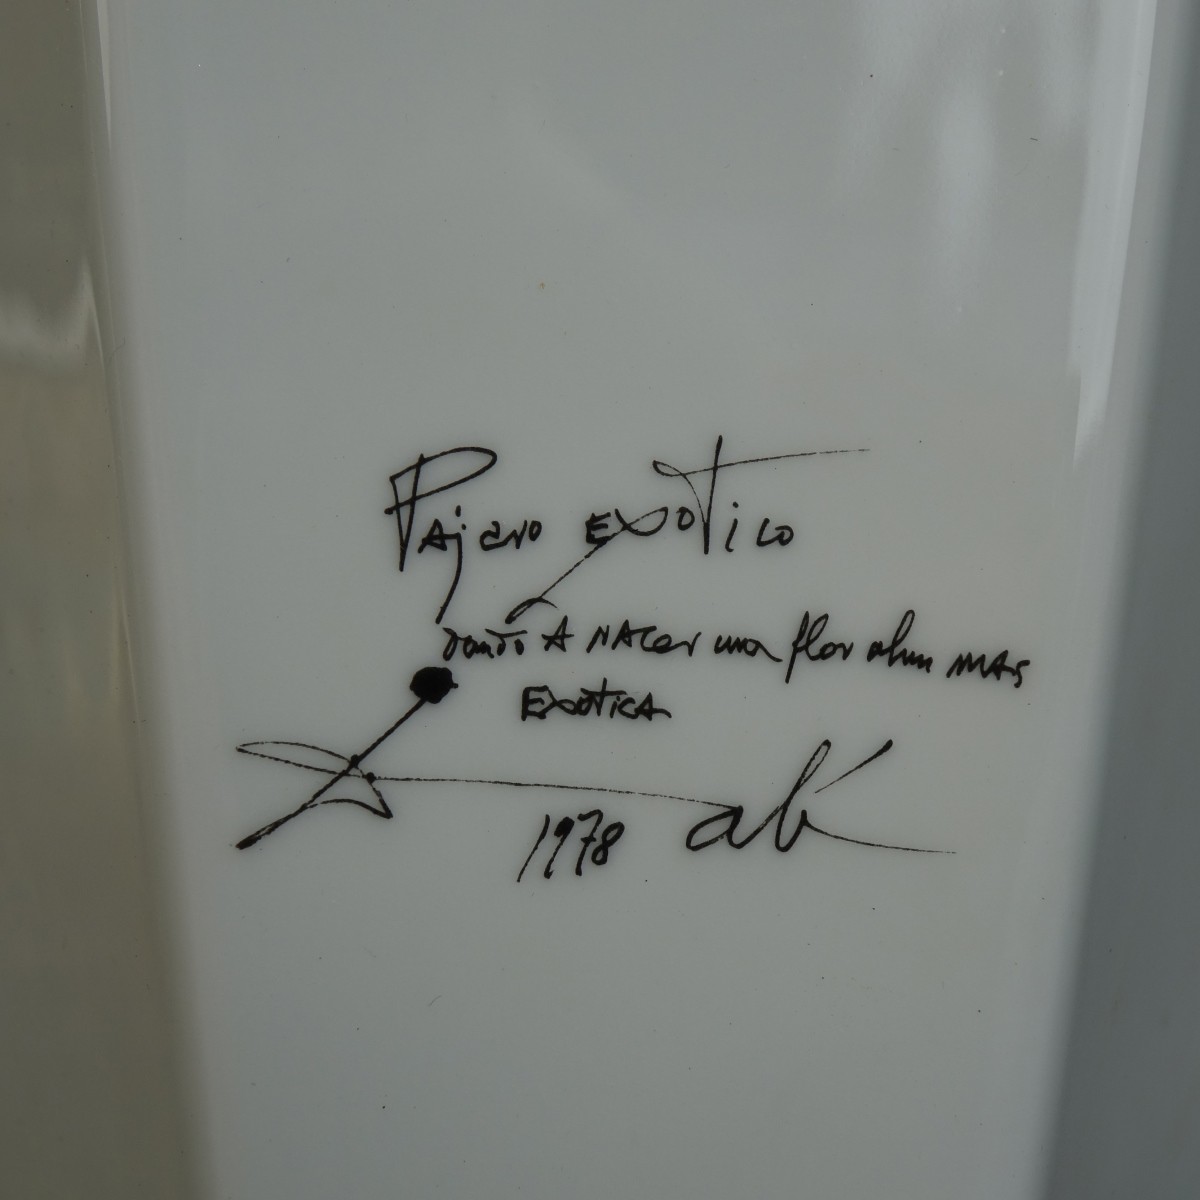 Pajaro EXOTico
dando A NACer una flor ahun MAS
EXOTICA
1978